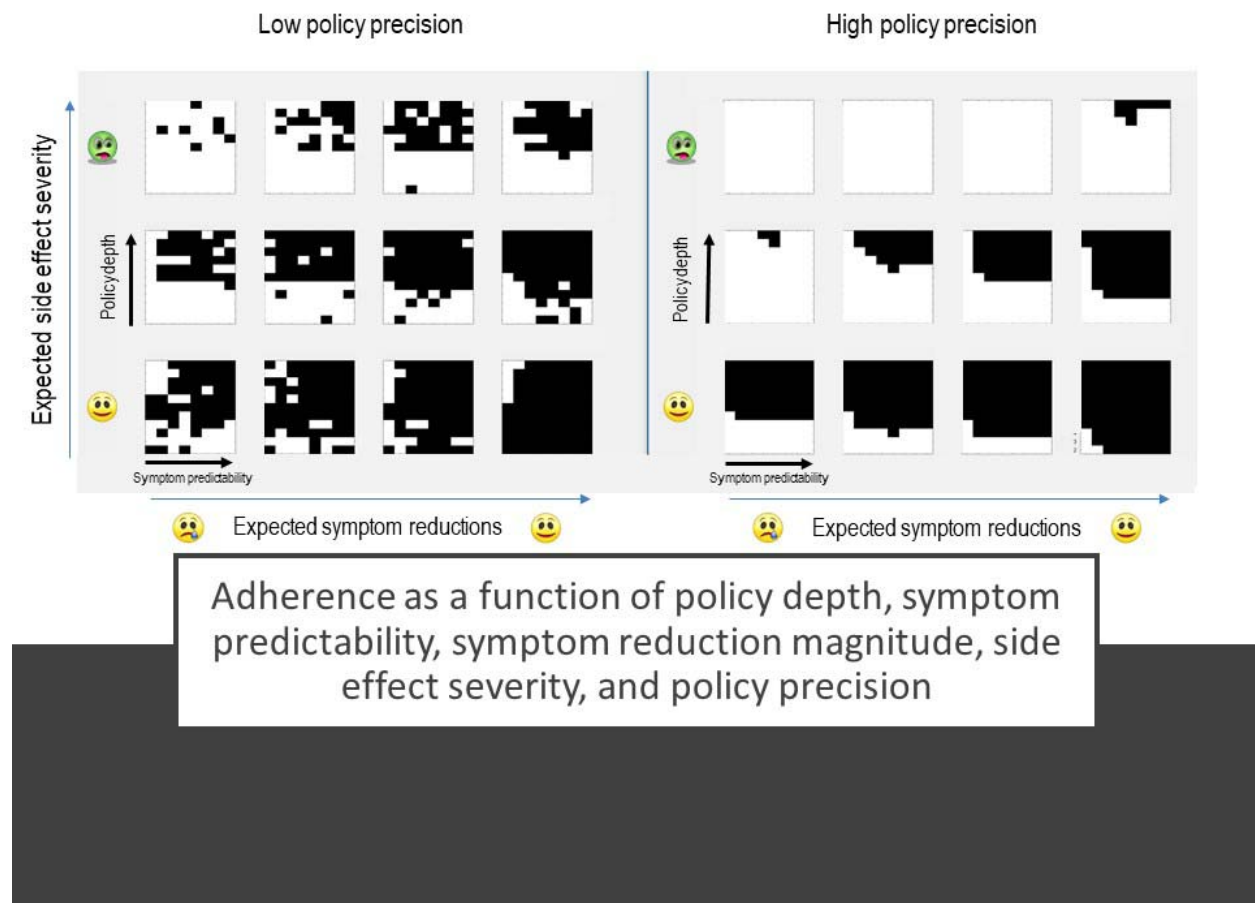 Low policy precision
High policy precision
Expected side effect severity
Policy depth
Policy depth
Symptom predictability
Symptom predictability
Expected symptom reductions
Expected symptom reductions
Adherence as a function of policy depth, symptom
predictability, symptom reduction magnitude, side
effect severity, and policy precision